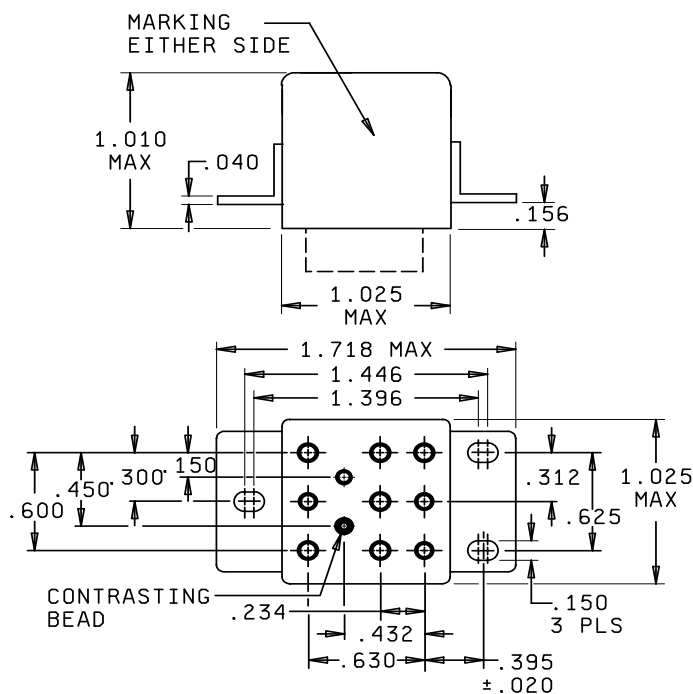 MARKING
EITHER SIDE
1.010
MAX
.040
.156
1.025
MAX
1.718 MAX
1.446
1.396
.150
.300
.450
.600
.312
.625
1.025
MAX
CONTRASTING
BEAD
.234
.432
.630
.150
3 PLS
.395
±.020